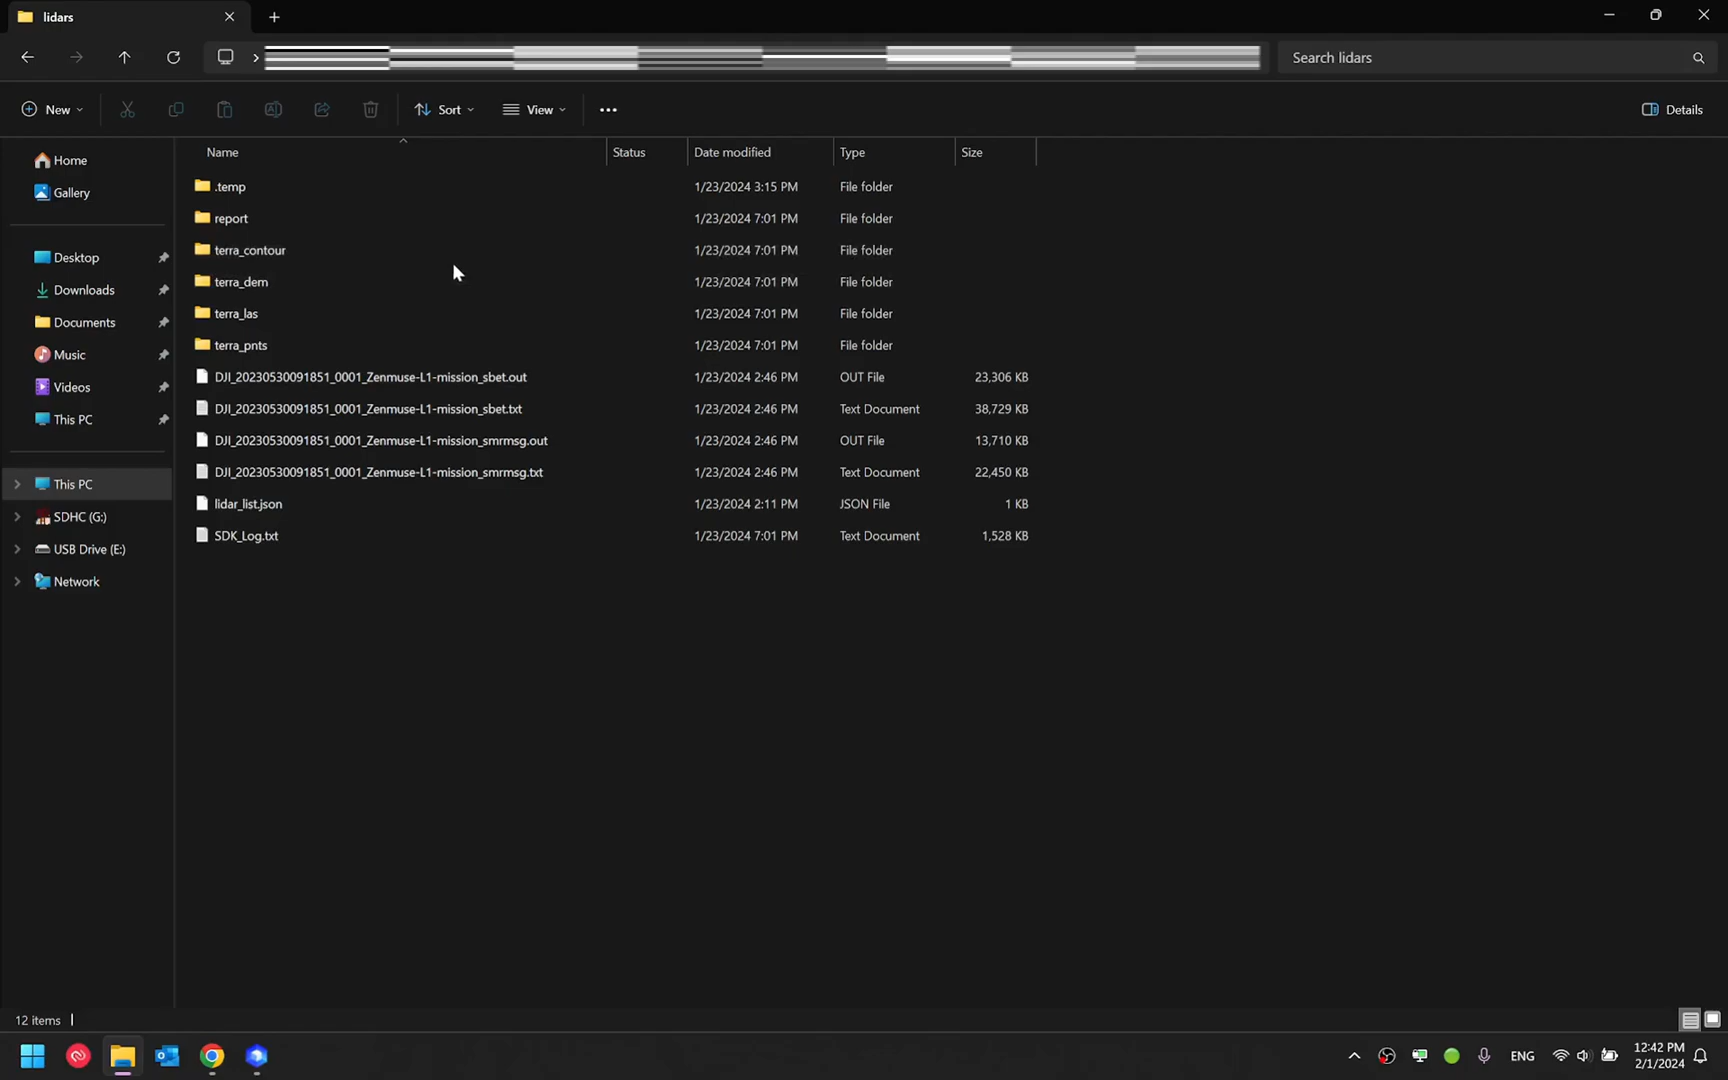 lidars
Search lidars
New
Sort
View
Details
Name
Status
Date modified
Type
Size
Home
Gallery
Desktop
Downloads
Documents
Music
Videos
This PC
This PC
SDHC (G:)
USB Drive (E:)
Network
.temp 1/23/2024 3:15 PM File folder
report 1/23/2024 7:01 PM File folder
terra_contour 1/23/2024 7:01 PM File folder
terra_dem 1/23/2024 7:01 PM File folder
terra_las 1/23/2024 7:01 PM File folder
terra_pnts 1/23/2024 7:01 PM File folder
DJI_20230530091851_0001_Zenmuse-L1-mission_sbet.out 1/23/2024 2:46 PM OUT File 23,306 KB
DJI_20230530091851_0001_Zenmuse-L1-mission_sbet.txt 1/23/2024 2:46 PM Text Document 38,729 KB
DJI_20230530091851_0001_Zenmuse-L1-mission_smrmsg.out 1/23/2024 2:46 PM OUT File 13,710 KB
DJI_20230530091851_0001_Zenmuse-L1-mission_smrmsg.txt 1/23/2024 2:46 PM Text Document 22,450 KB
lidar_list.json 1/23/2024 2:11 PM JSON File 1 KB
SDK_Log.txt 1/23/2024 7:01 PM Text Document 1,528 KB
12 items
ENG
12:42 PM
2/1/2024